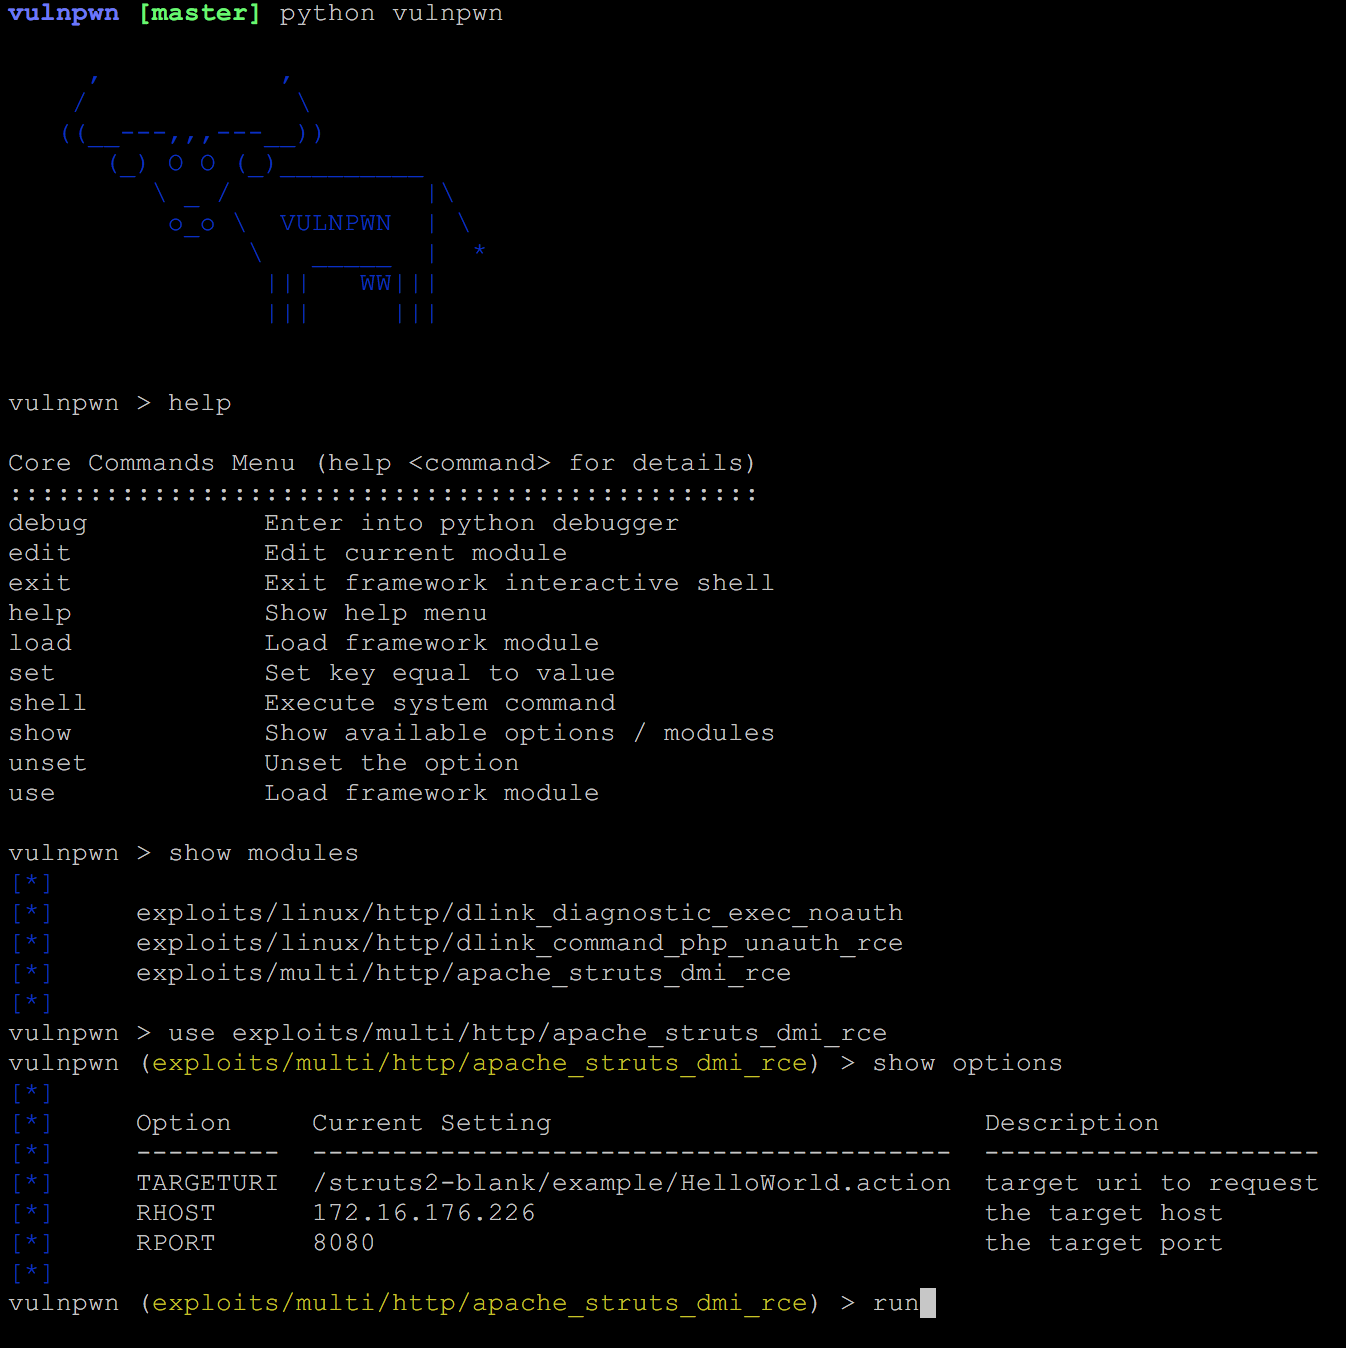 vulnpwn [master] python vulnpwn
     ,                       ,
    /                           \
   ((__---,,,---__))
      (_) O O (_)_________
         \ _ /            |\
          o_o \  VULNPWN  | \
               \   _____  |  *
                |||   WW|||
                |||     |||
vulnpwn > help
Core Commands Menu (help <command> for details)
:::::::::::::::::::::::::::::::::::::::::::::::
debug           Enter into python debugger
edit            Edit current module
exit            Exit framework interactive shell
help            Show help menu
load            Load framework module
set             Set key equal to value
shell           Execute system command
show            Show available options / modules
unset           Unset the option
use             Load framework module
vulnpwn > show modules
[*]
[*]     exploits/linux/http/dlink_diagnostic_exec_noauth
[*]     exploits/linux/http/dlink_command_php_unauth_rce
[*]     exploits/multi/http/apache_struts_dmi_rce
[*]
vulnpwn > use exploits/multi/http/apache_struts_dmi_rce
vulnpwn (exploits/multi/http/apache_struts_dmi_rce) > show options
[*]
[*]     Option     Current Setting                           Description
[*]     ---------  ----------------------------------------  ---------------------
[*]     TARGETURI  /struts2-blank/example/HelloWorld.action  target uri to request
[*]     RHOST      172.16.176.226                            the target host
[*]     RPORT      8080                                      the target port
[*]
vulnpwn (exploits/multi/http/apache_struts_dmi_rce) > run